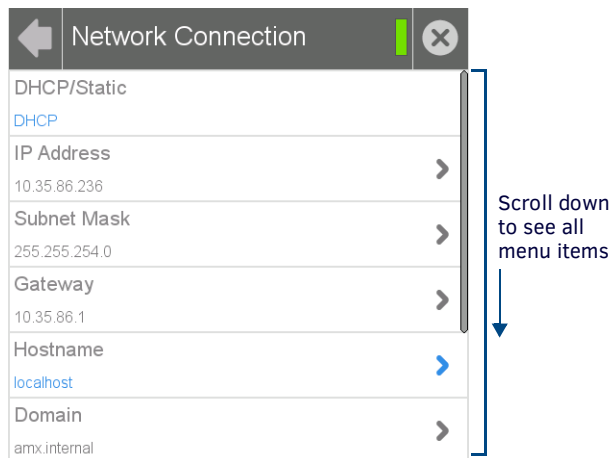 Network Connection
DHCP/Static
DHCP
IP Address
10.35.86.236
Subnet Mask
255.255.254.0
Gateway
10.35.86.1
Hostname
localhost
Domain
amx.internal
Scroll down
to see all
menu items